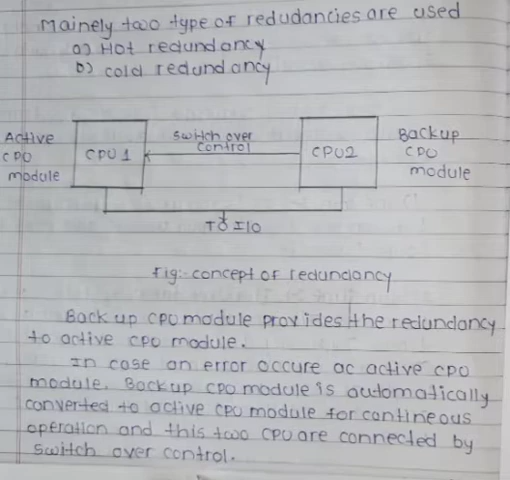 Mainely two type of redudancies are used
a) Hot redundancy
b) cold redundancy
Active
CPU
module
CPU 1
Switch over
control
CPU2
Backup
CPU
module
To I/O
fig:- concept of redundancy
Back up cpu module provides the redundancy
to active cpu module.
In case an error occure ac active cpu
module. Backup cpu module is automatically
converted to active cpu module for contineous
operation and this two cpu are connected by
Switch over control.